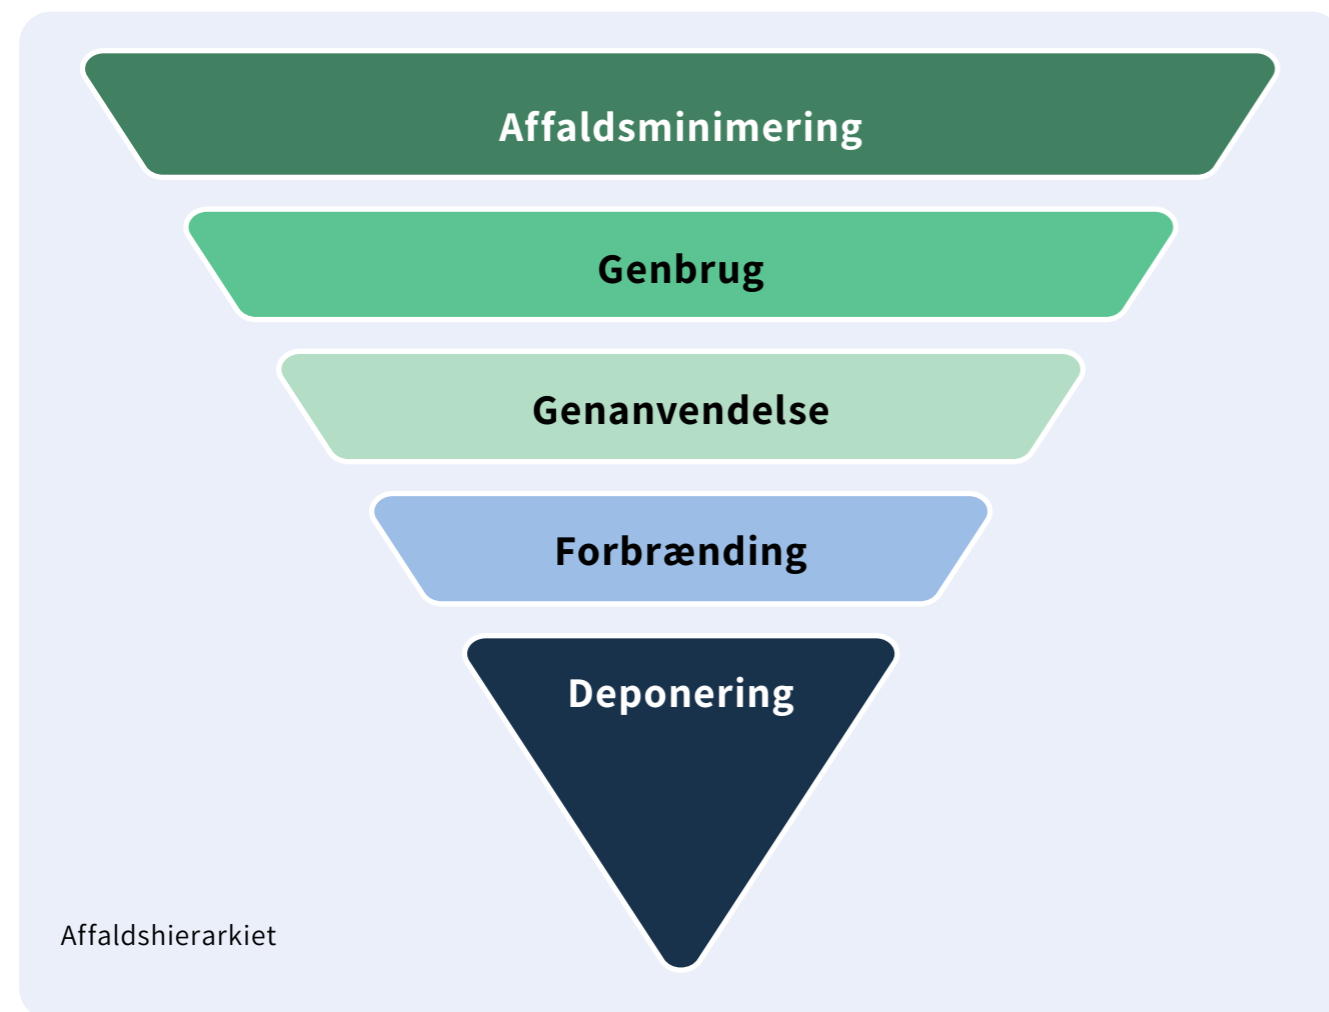 Affaldsminimering
Genbrug
Genanvendelse
Forbrænding
Deponering
Affaldshierarkiet